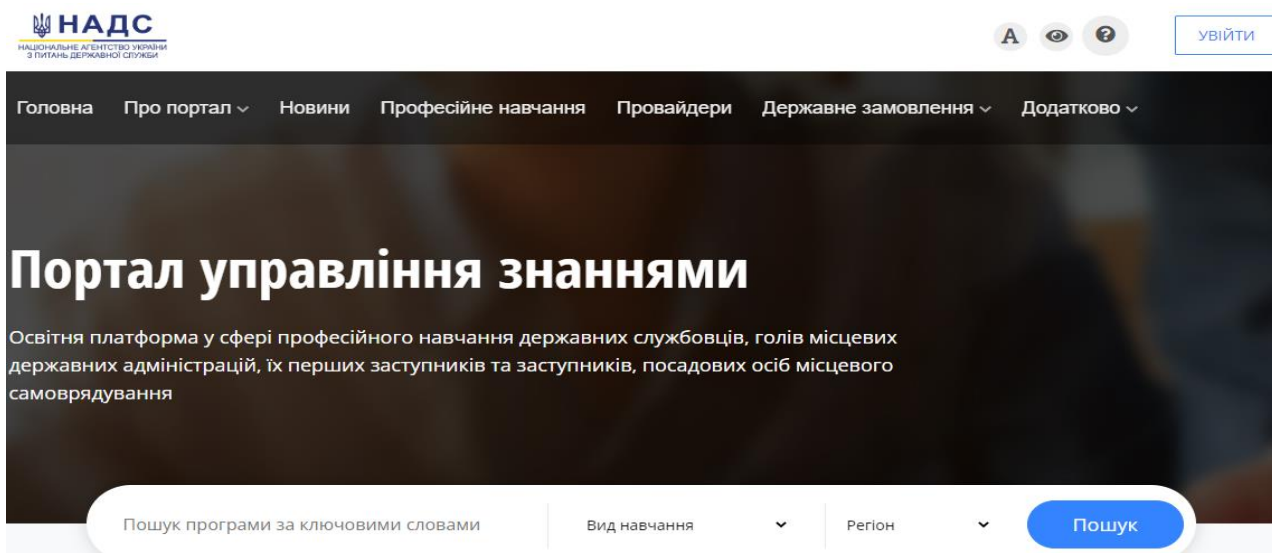 НАДС
НАЦІОНАЛЬНЕ АГЕНТСТВО УКРАЇНИ
З ПИТАНЬ ДЕРЖАВНОЇ СЛУЖБИ
A
?
УВІЙТИ
Головна Про портал Новини Професійне навчання Провайдери Державне замовлення Додатково
Портал управління знаннями
Освітня платформа у сфері професійного навчання державних службовців, голів місцевих
державних адміністрацій, їх перших заступників та заступників, посадових осіб місцевого
самоврядування
Пошук програми за ключовими словами Вид навчання Регіон Пошук